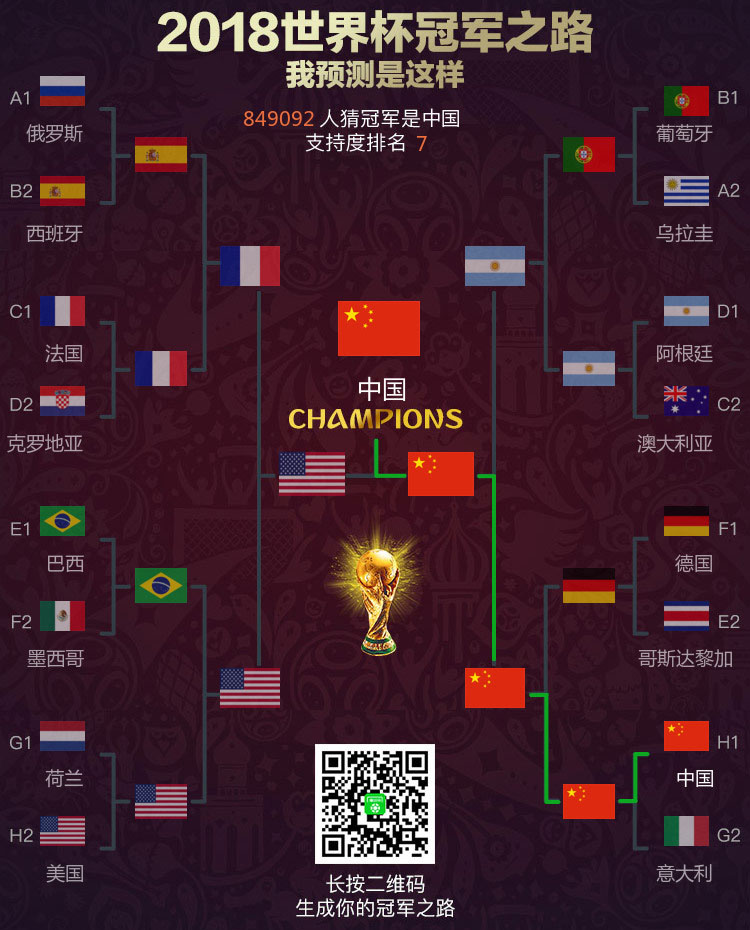 2018世界杯冠军之路
我预测是这样
849092 人猜冠军是中国
支持度排名 7
A1
俄罗斯
B2
西班牙
C1
法国
D2
克罗地亚
E1
巴西
F2
墨西哥
G1
荷兰
H2
美国
中国
CHAMPIONS
B1
葡萄牙
A2
乌拉圭
D1
阿根廷
C2
澳大利亚
F1
德国
E2
哥斯达黎加
H1
中国
G2
意大利
长按二维码
生成你的冠军之路